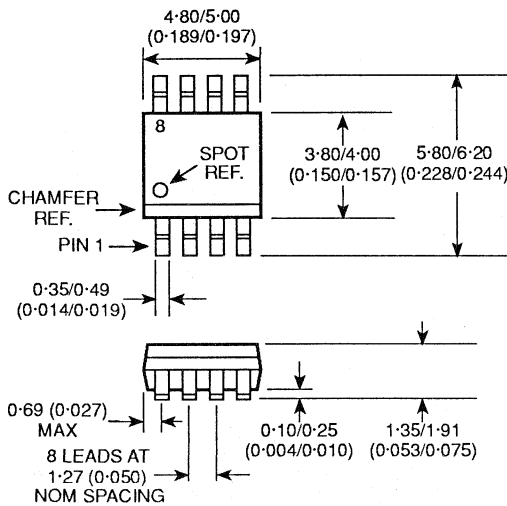 4·80/5·00
(0·189/0·197)
8
SPOT
REF.
3·80/4·00
(0·150/0·157)
5·80/6·20
(0·228/0·244)
CHAMFER
REF.
PIN 1
0·35/0·49
(0·014/0·019)
0·69 (0·027)
MAX
0·10/0·25
(0·004/0·010)
1·35/1·91
(0·053/0·075)
8 LEADS AT
1·27 (0·050)
NOM SPACING